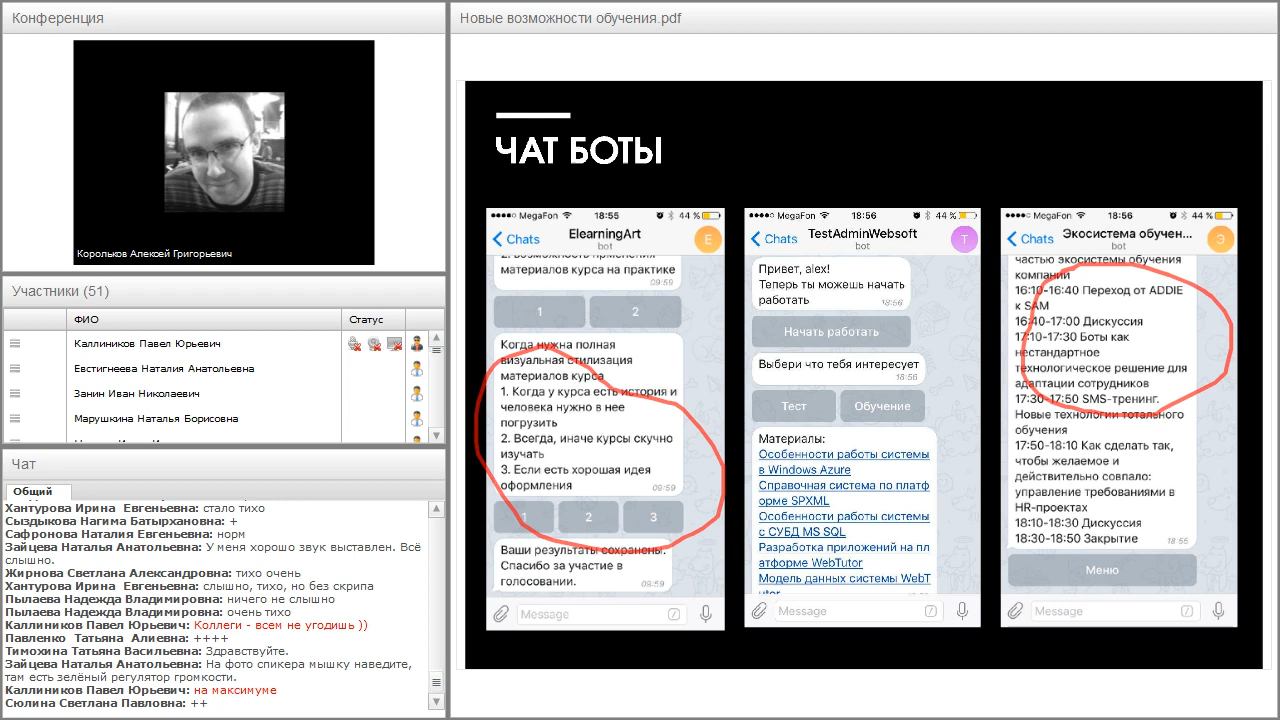 Конференция
Корольков Алексей Григорьевич
Участники (51)
ФИО
Статус
Каллиников Павел Юрьевич
Евстигнеева Наталия Анатольевна
Занин Иван Николаевич
Марушкина Наталья Борисовна
Чат
Общий
Хантурова Ирина Евгеньевна: стало тихо
Сыздыкова Нагима Батырхановна: +
Сафронова Наталия Евгеньевна: норм
Зайцева Наталья Анатольевна: У меня хорошо звук выставлен. Всё
слышно.
Жирнова Светлана Александровна: тихо очень
Хантурова Ирина Евгеньевна: слышно, тихо, но без скрипа
Пылаева Надежда Владимировна: ничего не слышно
Пылаева Надежда Владимировна: очень тихо
Каллиников Павел Юрьевич: Коллеги - всем не угодишь ))
Павленко Татьяна Алиевна: ++++
Тимохина Татьяна Васильевна: Здравствуйте.
Зайцева Наталья Анатольевна: На фото спикера мышку наведите,
там есть зелёный регулятор громкости.
Каллиников Павел Юрьевич: на максимуме
Сюлина Светлана Павловна: ++
Новые возможности обучения.pdf
ЧАТ БОТЫ
MegaFon 18:55 44 %
Chats
ElearningArt
bot
E
2. Возможность применения
материалов курса на практике
09:59
1 2
Когда нужна полная
визуальная стилизация
материалов курса
1. Когда у курса есть история и
человека нужно в нее
погрузить
2. Всегда, иначе курсы скучно
изучать
3. Если есть хорошая идея
оформления
09:59
1 2 3
Ваши результаты сохранены.
Спасибо за участие в
голосовании.
09:59
Message
MegaFon 18:56 44 %
Chats
TestAdminWebsoft
bot
T
Привет, alex!
Теперь ты можешь начать
работать
18:56
Начать работать
Выбери что тебя интересует
18:56
Тест Обучение
Материалы:
Особенности работы системы
в Windows Azure
Справочная система по платф
орме SPXML
Особенности работы системы
с СУБД MS SQL
Разработка приложений на пл
атформе WebTutor
Модель данных системы WebT
utor
Message
MegaFon 18:56 44 %
Chats
Экосистема обучен...
bot
Э
частью экосистемы обучения
компании
16:10-16:40 Переход от ADDIE
к SAM
16:40-17:00 Дискуссия
17:10-17:30 Боты как
нестандартное
технологическое решение для
адаптации сотрудников
17:30-17:50 SMS-тренинг.
Новые технологии тотального
обучения
17:50-18:10 Как сделать так,
чтобы желаемое и
действительно совпало:
управление требованиями в
HR-проектах
18:10-18:30 Дискуссия
18:30-18:50 Закрытие
18:55
Меню
Message